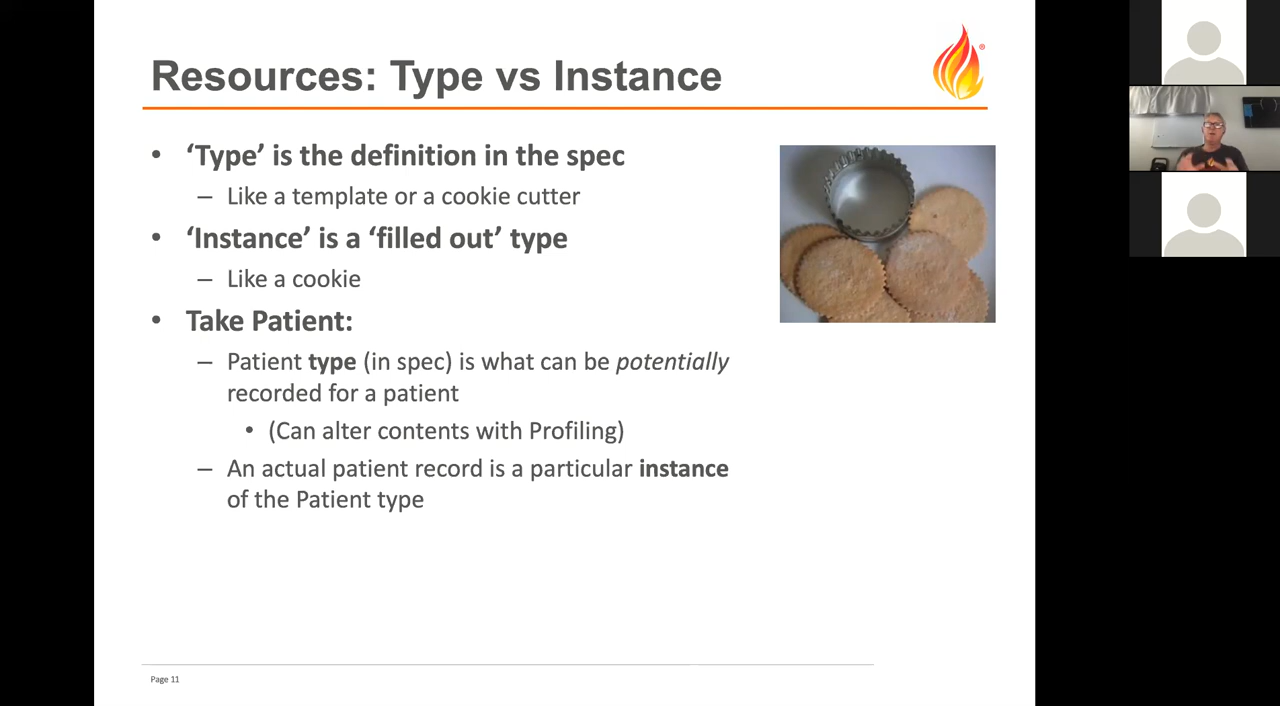 Resources: Type vs Instance
®
• ‘Type’ is the definition in the spec
– Like a template or a cookie cutter
• ‘Instance’ is a ‘filled out’ type
– Like a cookie
• Take Patient:
– Patient type (in spec) is what can be potentially
recorded for a patient
• (Can alter contents with Profiling)
– An actual patient record is a particular instance
of the Patient type
Page 11